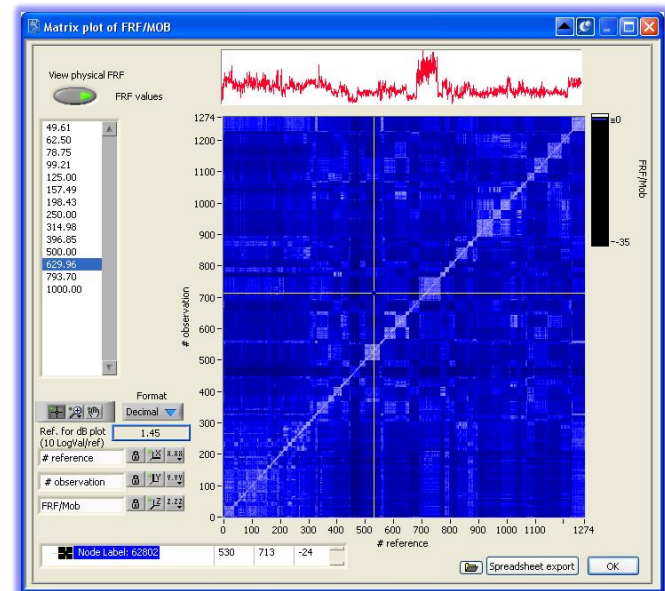 Matrix plot of FRF/MOB
View physical FRF
FRF values
49.61
62.50
78.75
99.21
125.00
157.49
198.43
250.00
314.98
396.85
500.00
629.96
793.70
1000.00
Format
Decimal
Ref. for dB plot
(10 LogVal/ref)
1.45
# reference
# observation
FRF/Mob
1274
1200
1100
1000
900
800
700
600
500
400
300
200
100
0
# observation
0 100 200 300 400 500 600 700 800 900 1000 1100 1274
# reference
±0
-35
FRF/Mob
Node Label: 62802 530 713 -24
Spreadsheet export
OK